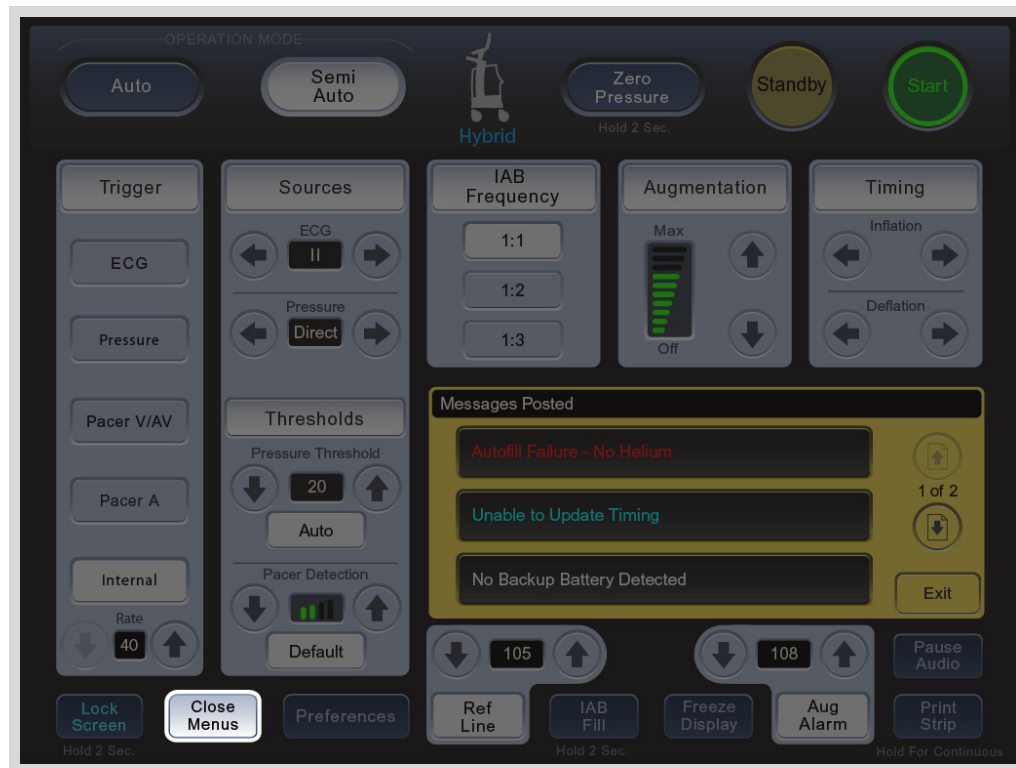 OPERATION MODE
Auto
Semi
Auto
Hybrid
Zero
Pressure
Hold 2 Sec.
Standby
Start
Trigger
ECG
Pressure
Pacer V/AV
Pacer A
Internal
Rate
40
Sources
ECG
II
Pressure
Direct
Thresholds
Pressure Threshold
20
Auto
Pacer Detection
Default
IAB
Frequency
1:1
1:2
1:3
Augmentation
Max
Off
Timing
Inflation
Deflation
Messages Posted
Autofill Failure - No Helium
Unable to Update Timing
No Backup Battery Detected
1 of 2
Exit
105
108
Pause
Audio
Lock
Screen
Hold 2 Sec.
Close
Menus
Preferences
Ref
Line
IAB
Fill
Hold 2 Sec.
Freeze
Display
Aug
Alarm
Print
Strip
Hold For Continuous